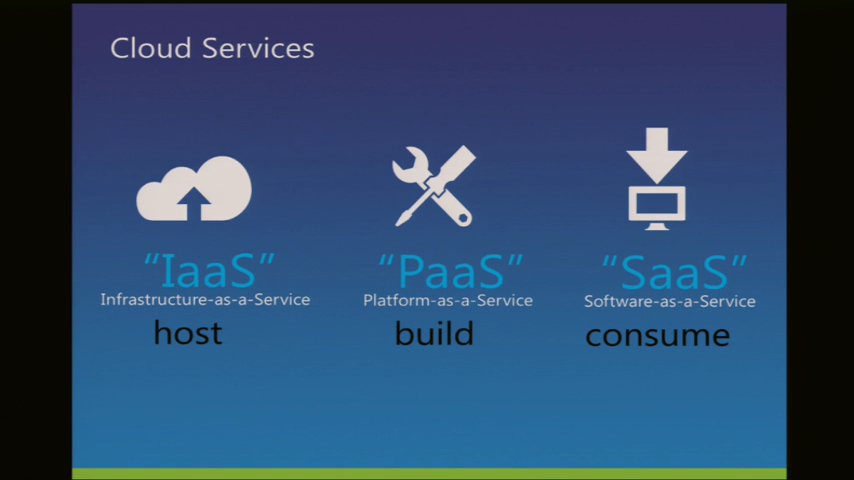 Cloud Services
“IaaS” “PaaS” “SaaS”
Infrastructure-as-a-Service Platform-as-a-Service Software-as-a-Service
host build consume